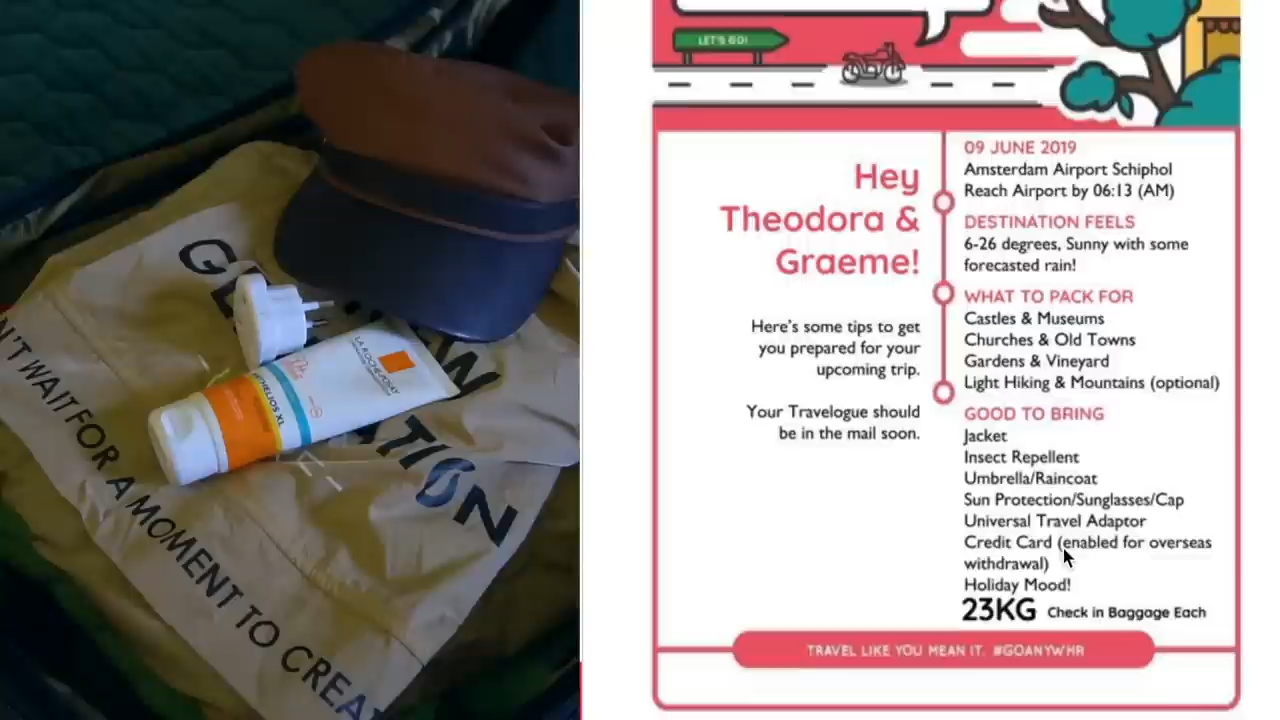 GE
ATION
N'T WAIT FOR A MOMENT TO CREAT
LA ROCHE-POSAY
HELIOS XL
LET'S GO!
Hey
Theodora &
Graeme!
Here's some tips to get
you prepared for your
upcoming trip.
Your Travelogue should
be in the mail soon.
09 JUNE 2019
Amsterdam Airport Schiphol
Reach Airport by 06:13 (AM)
DESTINATION FEELS
6-26 degrees, Sunny with some
forecasted rain!
WHAT TO PACK FOR
Castles & Museums
Churches & Old Towns
Gardens & Vineyard
Light Hiking & Mountains (optional)
GOOD TO BRING
Jacket
Insect Repellent
Umbrella/Raincoat
Sun Protection/Sunglasses/Cap
Universal Travel Adaptor
Credit Card (enabled for overseas
withdrawal)
Holiday Mood!
23KG Check in Baggage Each
TRAVEL LIKE YOU MEAN IT. #GOANYWHR